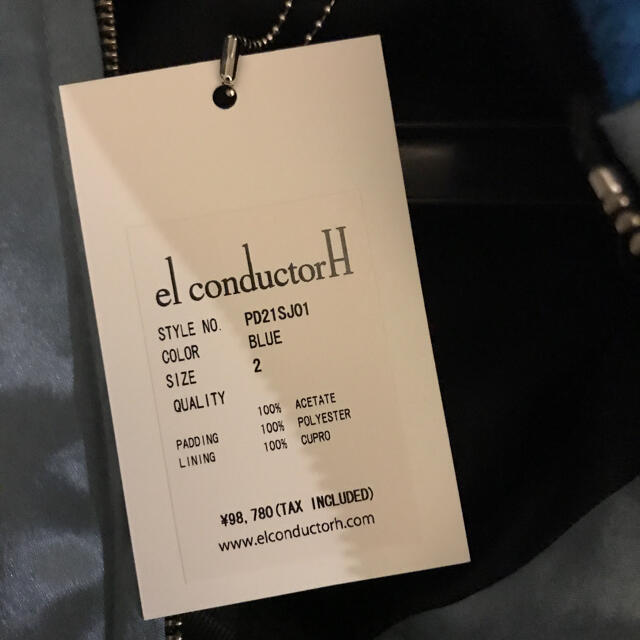 el conductorH
STYLE NO. PD21SJ01
COLOR BLUE
SIZE 2
QUALITY 100% ACETATE
PADDING 100% POLYESTER
LINING 100% CUPRO
¥98,780(TAX INCLUDED)
www.elconductorh.com